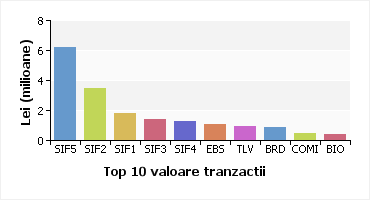 8
6
4
2
0
Lei (milioane)
SIF5 SIF2 SIF1 SIF3 SIF4 EBS TLV BRD COMI BIO
Top 10 valoare tranzactii